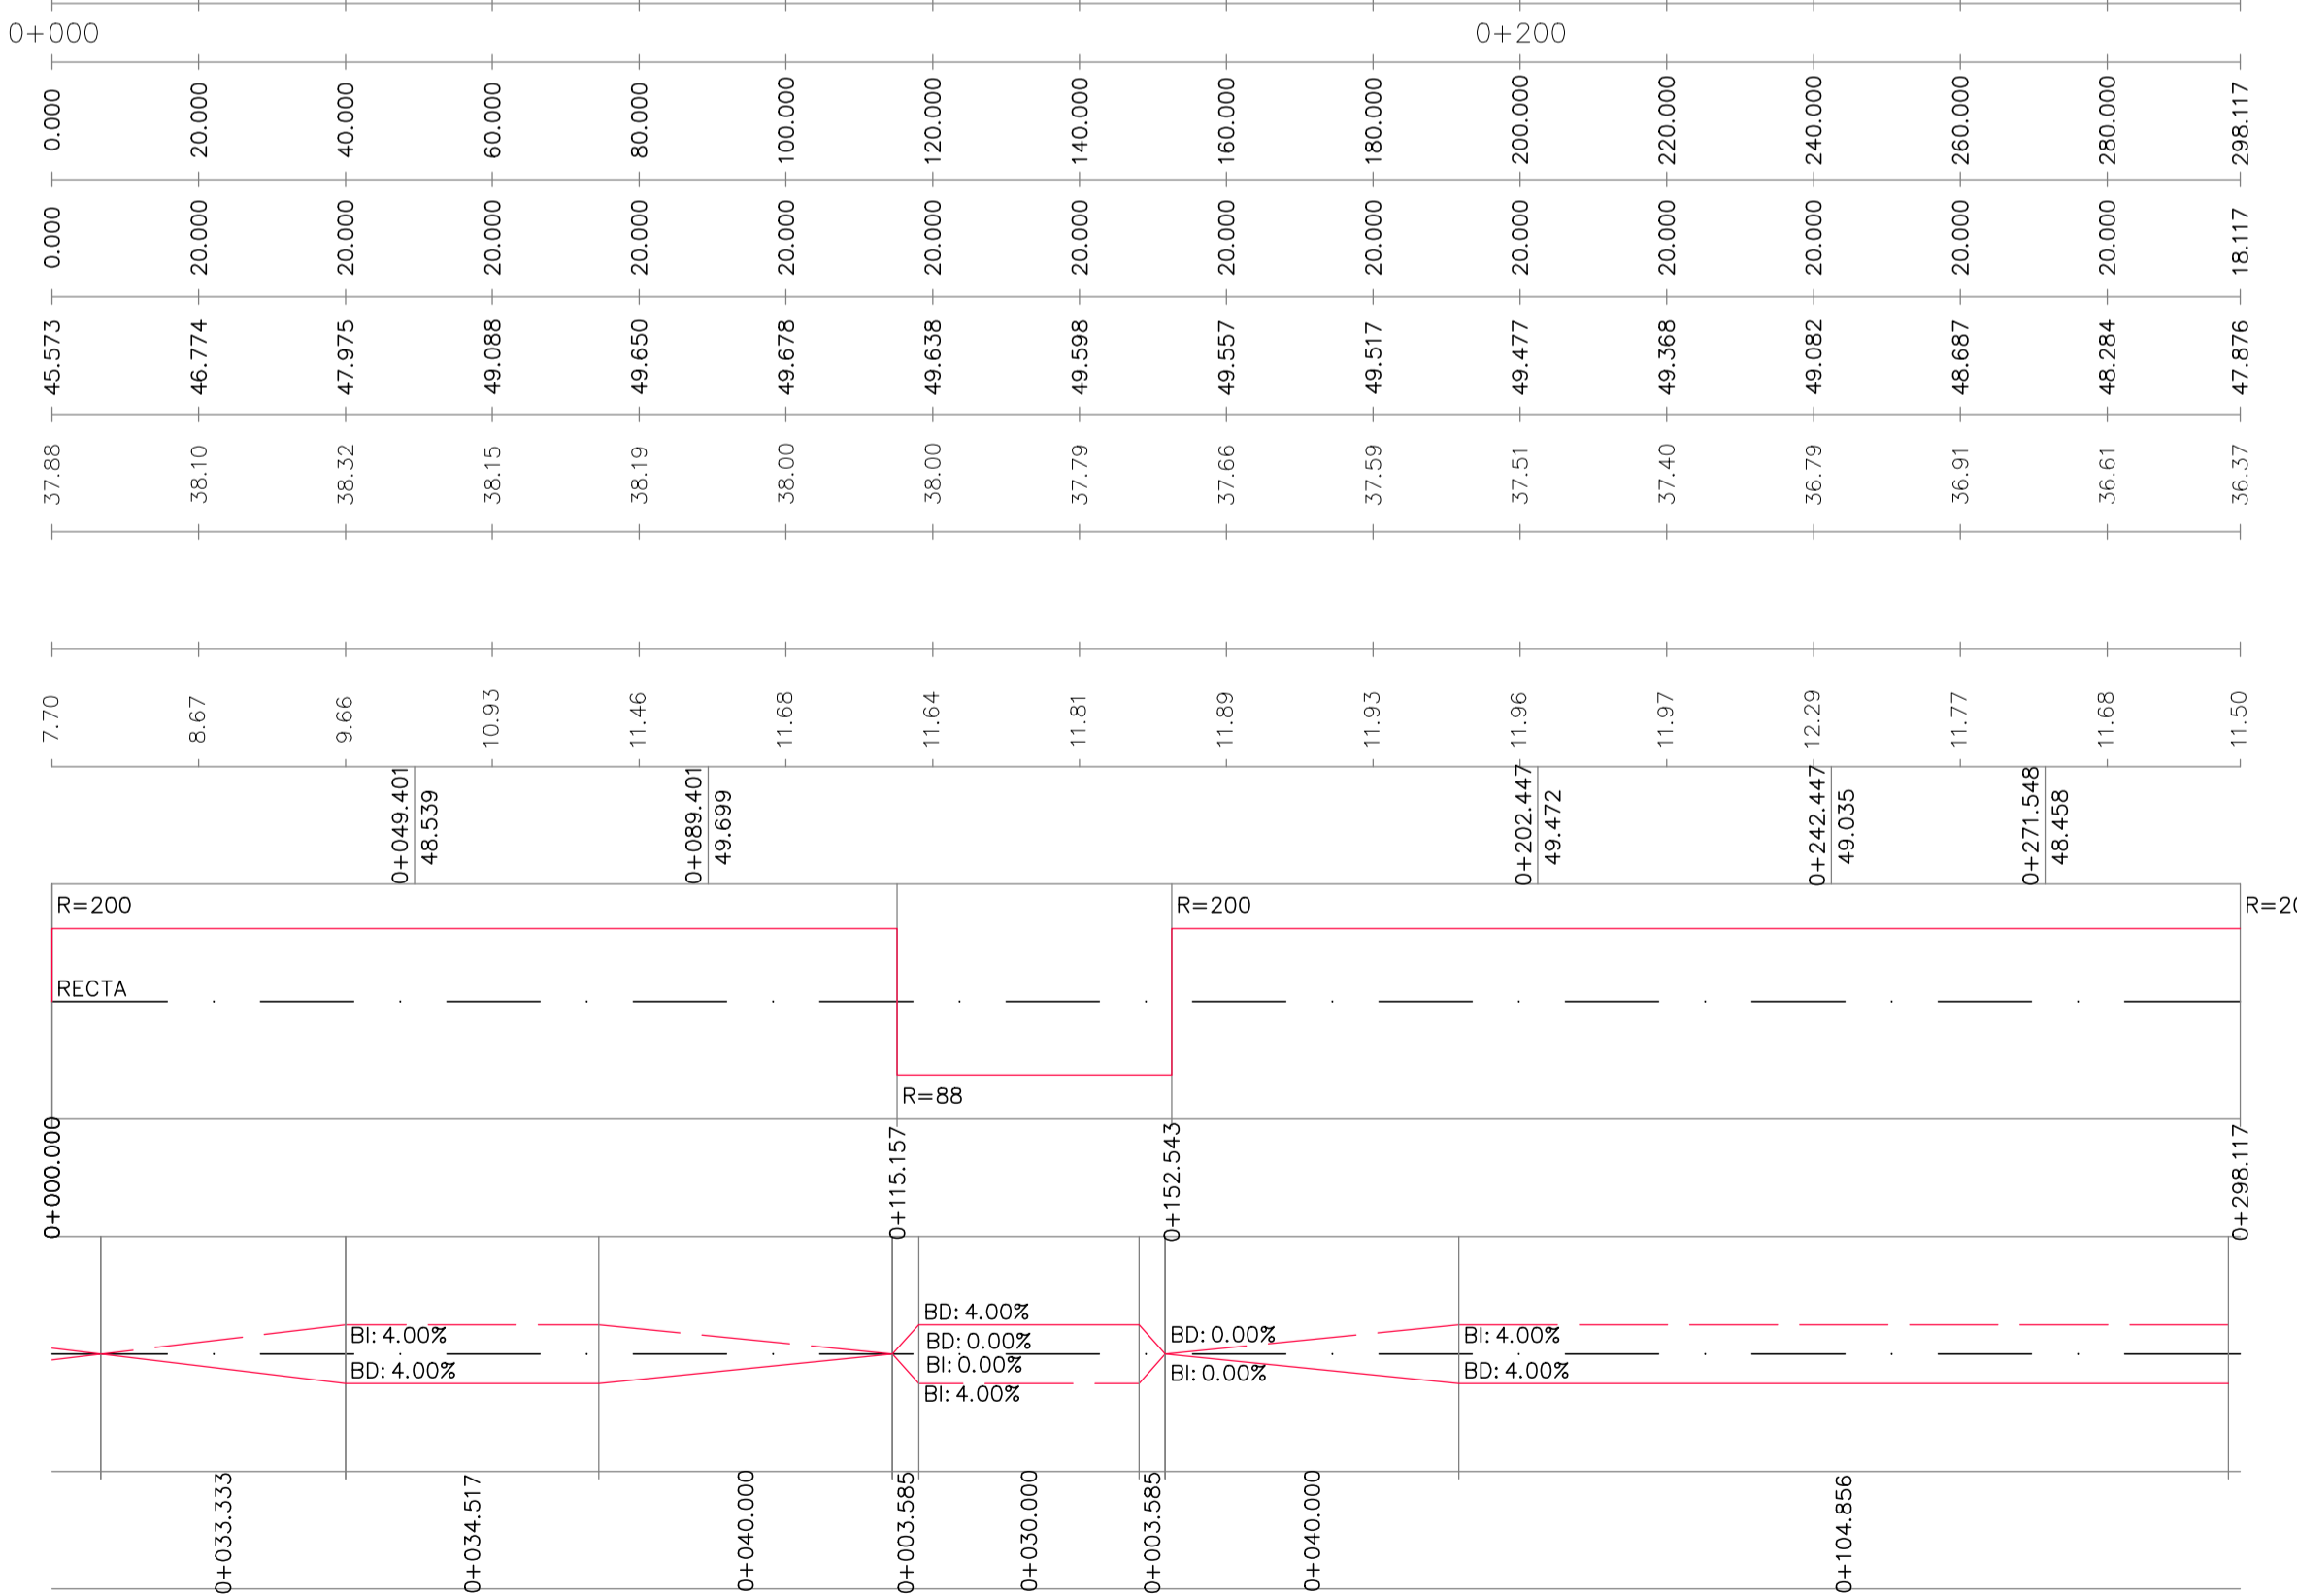 0+000 0+200
0.000 20.000 40.000 60.000 80.000 100.000 120.000 140.000 160.000 180.000 200.000 220.000 240.000 260.000 280.000 298.117
0.000 20.000 20.000 20.000 20.000 20.000 20.000 20.000 20.000 20.000 20.000 20.000 20.000 20.000 20.000 18.117
45.573 46.774 47.975 49.088 49.650 49.678 49.638 49.598 49.557 49.517 49.477 49.368 49.082 48.687 48.284 47.876
37.88 38.10 38.32 38.15 38.19 38.00 38.00 37.79 37.66 37.59 37.51 37.40 36.79 36.91 36.61 36.37
7.70 8.67 9.66 10.93 11.46 11.68 11.64 11.81 11.89 11.93 11.96 11.97 12.29 11.77 11.68 11.50
0+049.401 48.539 0+089.401 49.699 0+202.447 49.472 0+242.447 49.035 0+271.548 48.458
R=200 R=200 R=20
RECTA
R=88
0+000.000 0+115.157 0+152.543 0+298.117
BD: 4.00%
BI: 4.00% BD: 0.00% BD: 0.00% BI: 4.00%
BD: 4.00% BI: 0.00% BI: 0.00% BD: 4.00%
BI: 4.00%
0+033.333 0+034.517 0+040.000 0+003.585 0+030.000 0+003.585 0+040.000 0+104.856